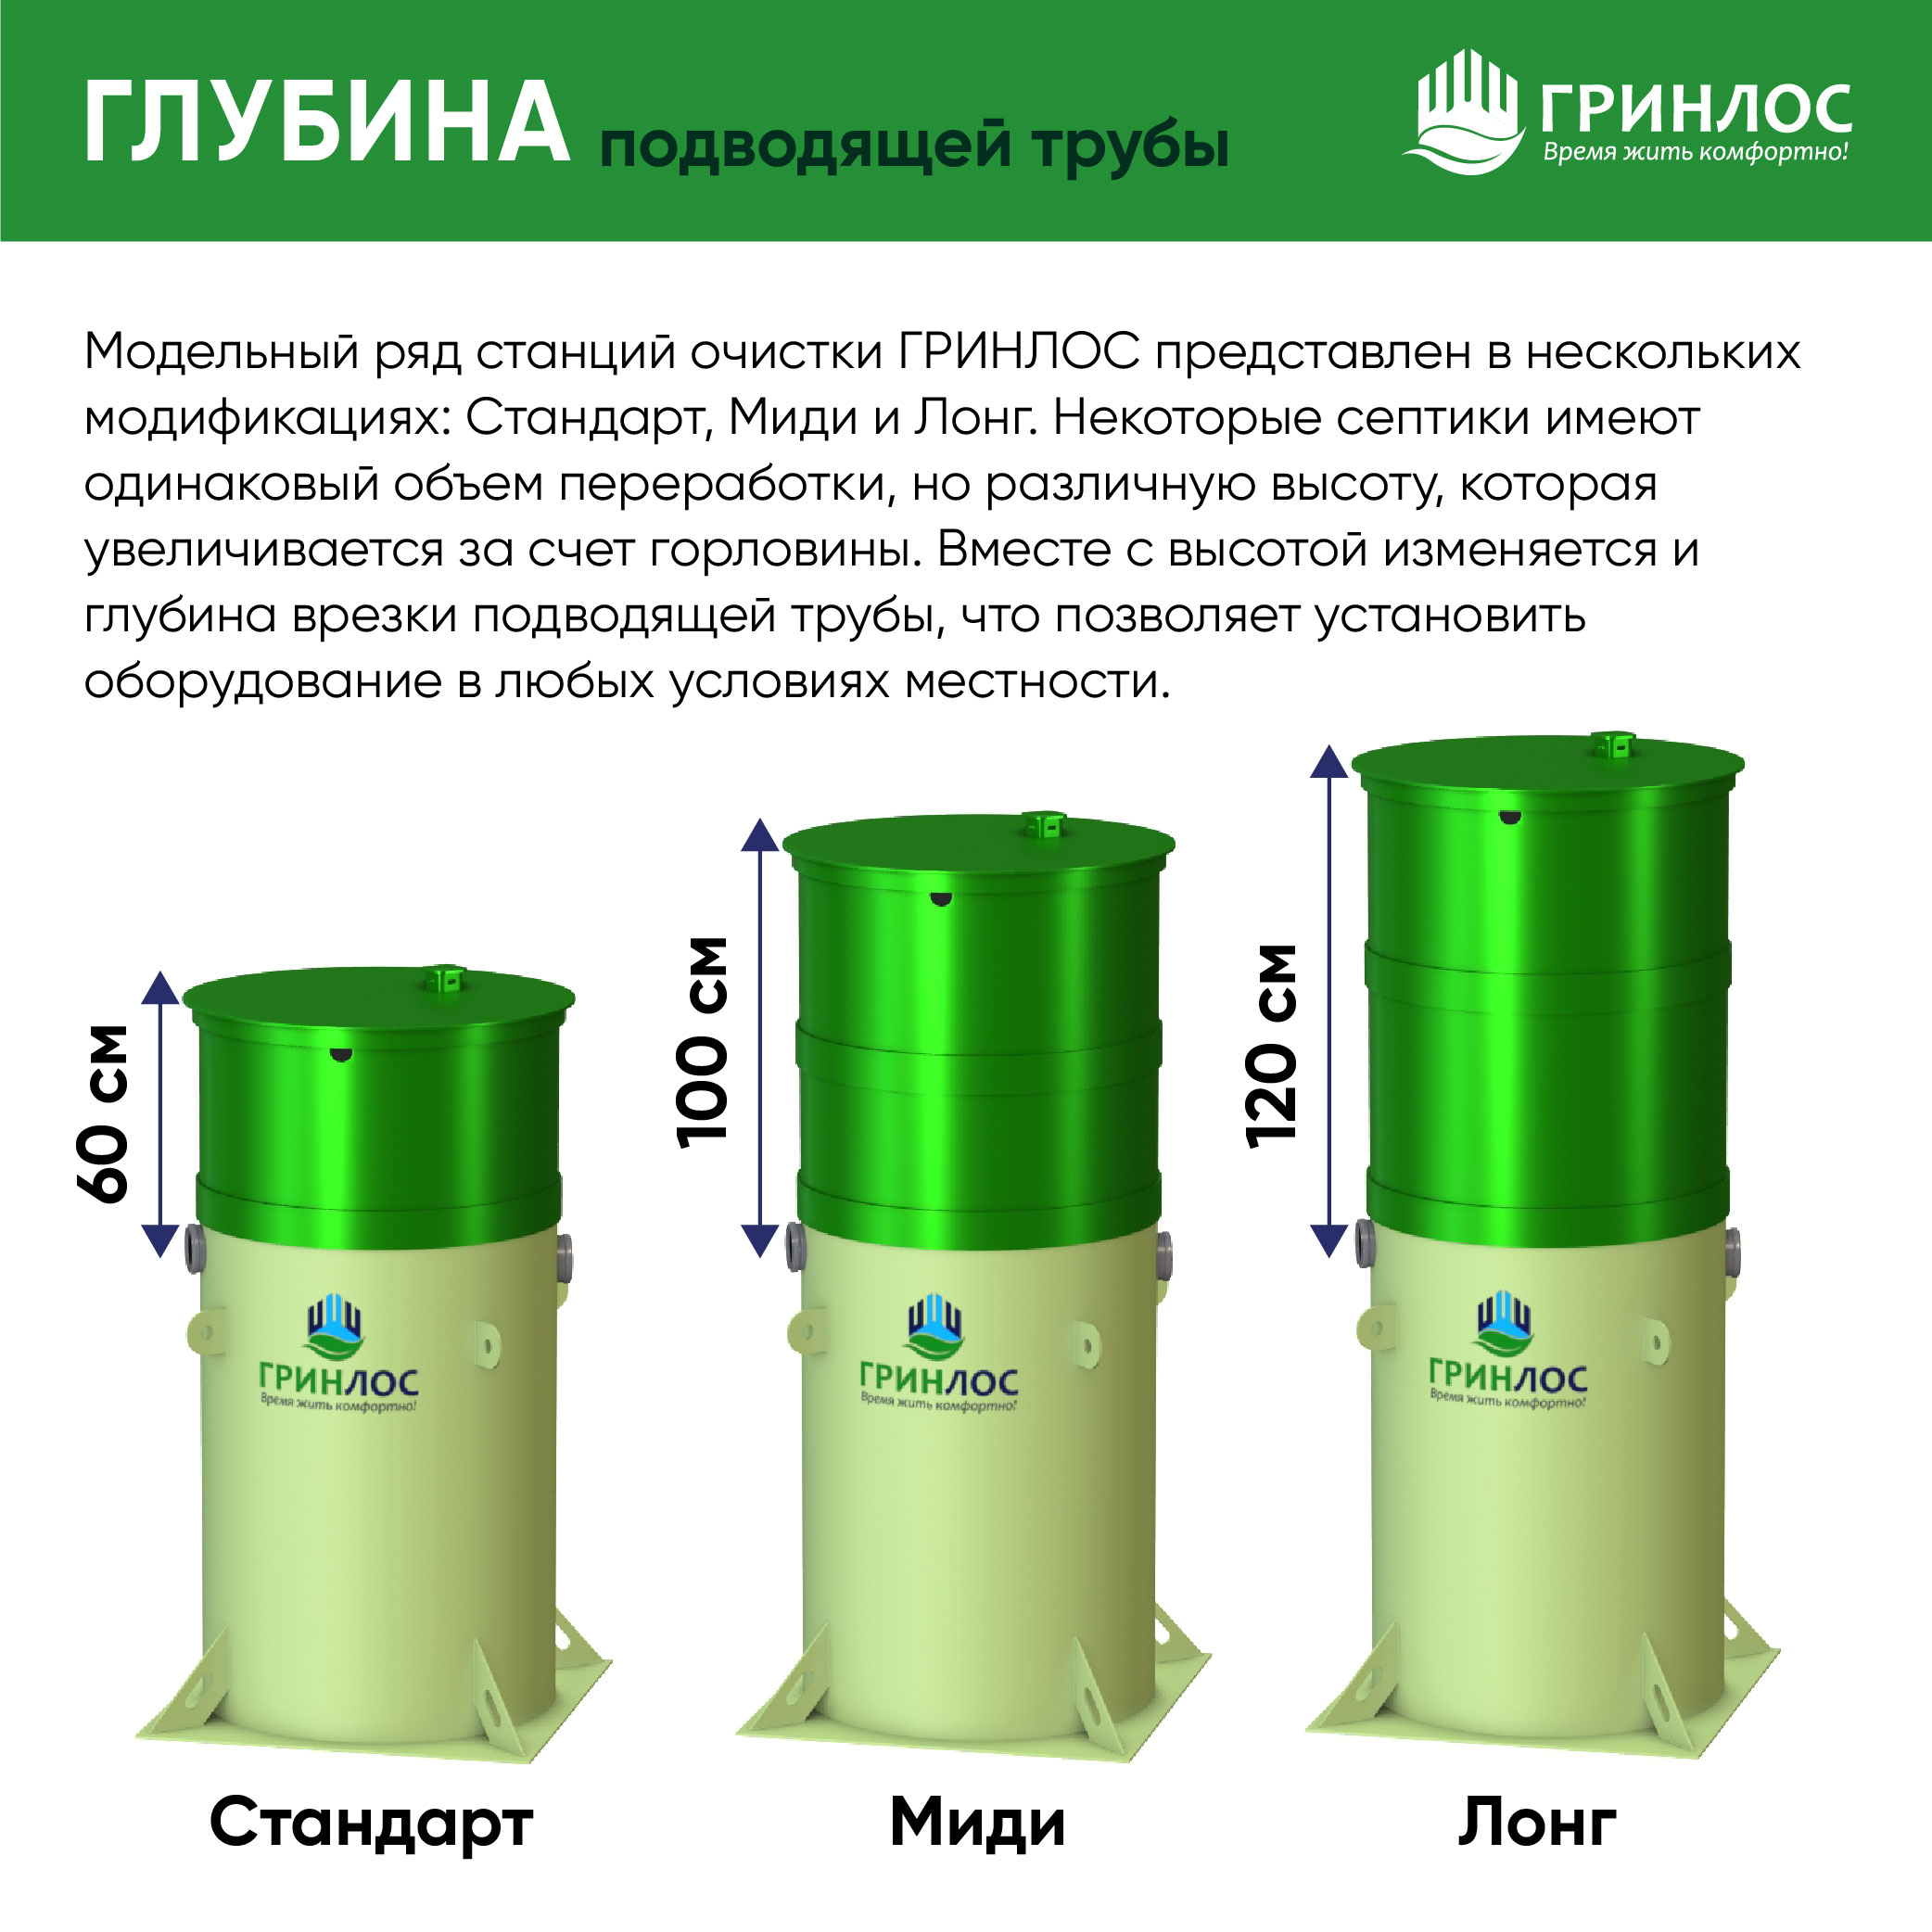 ГЛУБИНА подводящей трубы
ГРИНЛОС
Время жить комфортно!
Модельный ряд станций очистки ГРИНЛОС представлен в нескольких
модификациях: Стандарт, Миди и Лонг. Некоторые септики имеют
одинаковый объем переработки, но различную высоту, которая
увеличивается за счет горловины. Вместе с высотой изменяется и
глубина врезки подводящей трубы, что позволяет установить
оборудование в любых условиях местности.
60 см
100 см
120 см
ГРИНЛОС
Время жить комфортно!
ГРИНЛОС
Время жить комфортно!
ГРИНЛОС
Время жить комфортно!
Стандарт
Миди
Лонг